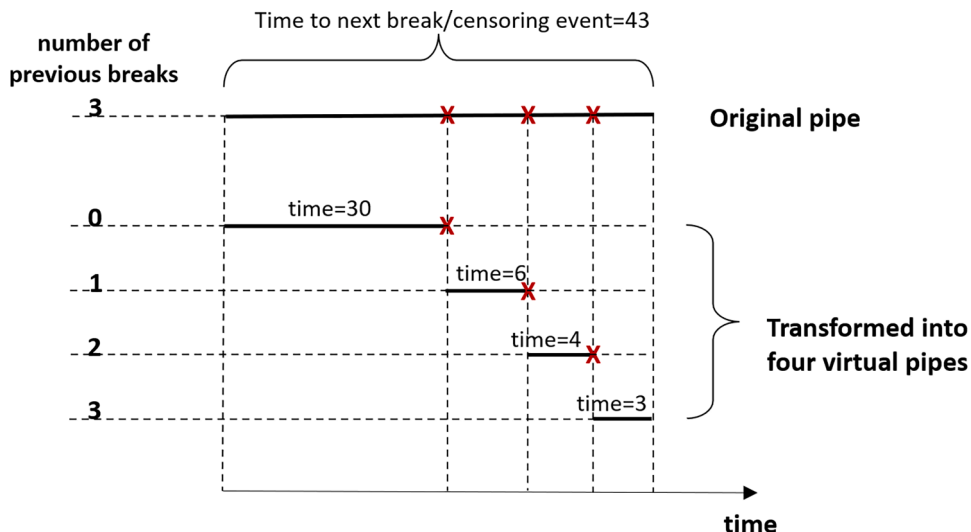 Time to next break/censoring event=43
number of
previous breaks
3
Original pipe
0
time=30
1
time=6
Transformed into
four virtual pipes
2
time=4
3
time=3
time